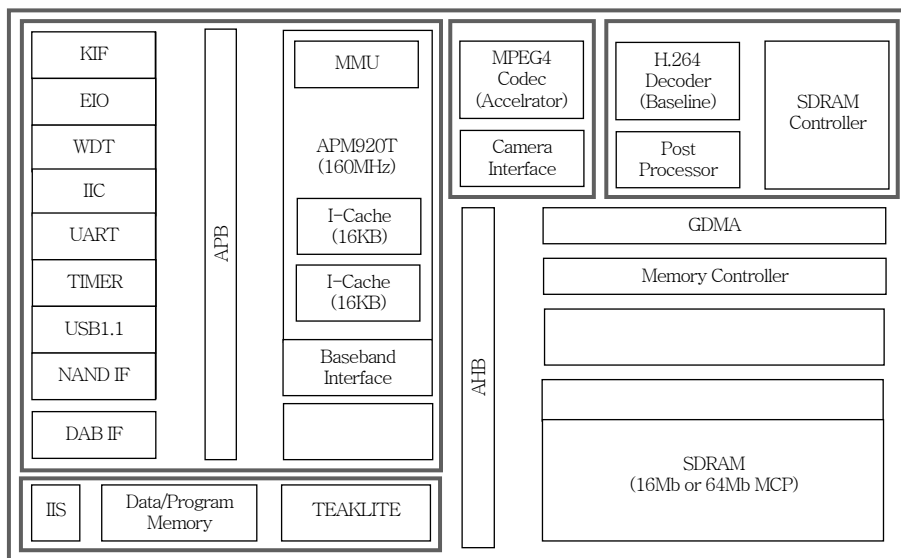 KIF
EIO
WDT
IIC
UART
TIMER
USB1.1
NAND IF
DAB IF
APB
MMU
APM920T
(160MHz)
I-Cache
(16KB)
I-Cache
(16KB)
Baseband
Interface
MPEG4
Codec
(Accelrator)
Camera
Interface
H.264
Decoder
(Baseline)
Post
Processor
SDRAM
Controller
AHB
GDMA
Memory Controller
SDRAM
(16Mb or 64Mb MCP)
IIS
Data/Program
Memory
TEAKLITE